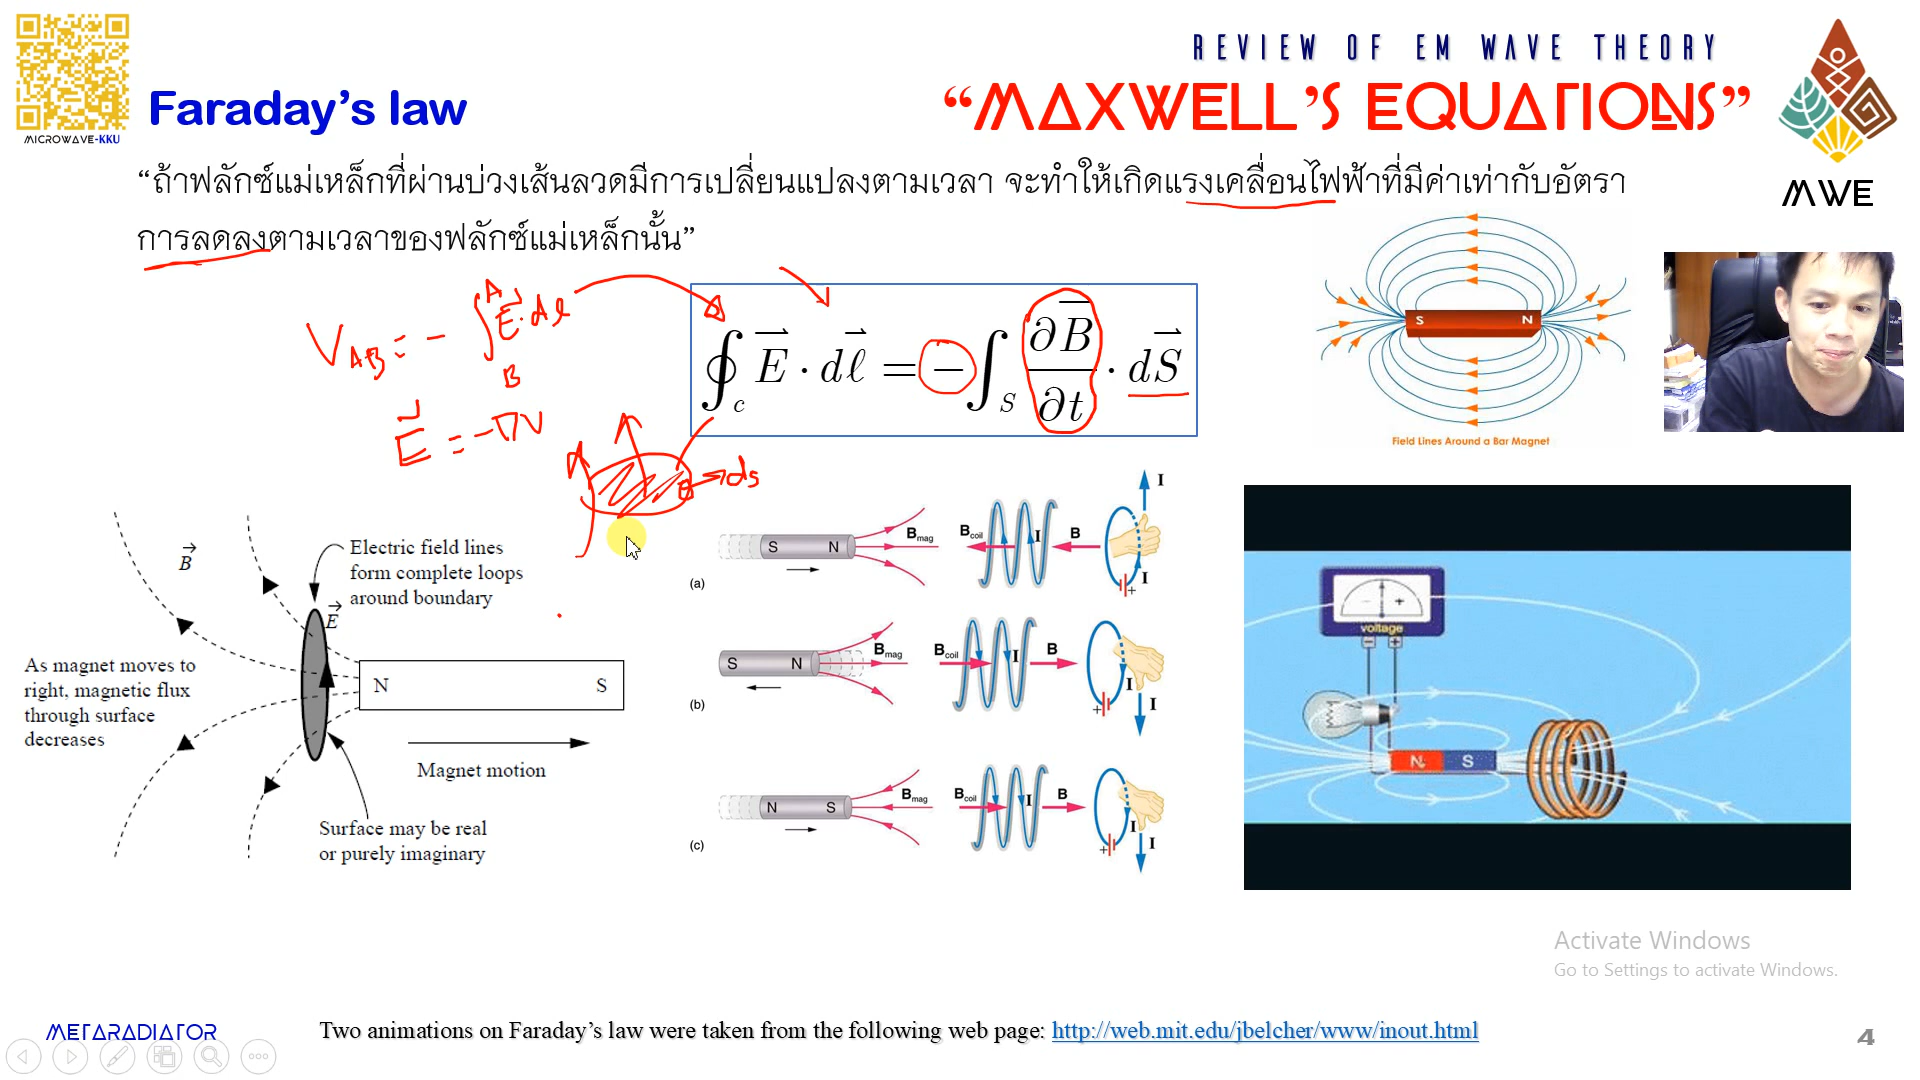 REVIEW OF EM WAVE THEORY
“MAXWELL’S EQUATIONS”
MICROWAVE-KKU
Faraday’s law
MWE
“ถ้าฟลักซ์แม่เหล็กที่ผ่านบ่วงเส้นลวดมีการเปลี่ยนแปลงตามเวลา จะทำให้เกิดแรงเคลื่อนไฟฟ้าที่มีค่าเท่ากับอัตรา
การลดลงตามเวลาของฟลักซ์แม่เหล็กนั้น”
V_AB = - ∫_B^A E⃗ · dℓ
E⃗ = -∇V
ds
∮_c E⃗ · dℓ⃗ = - ∫_S ∂B⃗/∂t · dS⃗
S N
Field Lines Around a Bar Magnet
B⃗
Electric field lines
form complete loops
around boundary
E⃗
As magnet moves to
right, magnetic flux
through surface
decreases
N S
Magnet motion
Surface may be real
or purely imaginary
(a) S N Bmag Bcoil I B I I +
(b) S N Bmag Bcoil I B I I +
(c) N S Bmag Bcoil I B I I +
voltage
- +
N S
Activate Windows
Go to Settings to activate Windows.
METARADIATOR
Two animations on Faraday’s law were taken from the following web page: http://web.mit.edu/jbelcher/www/inout.html
4